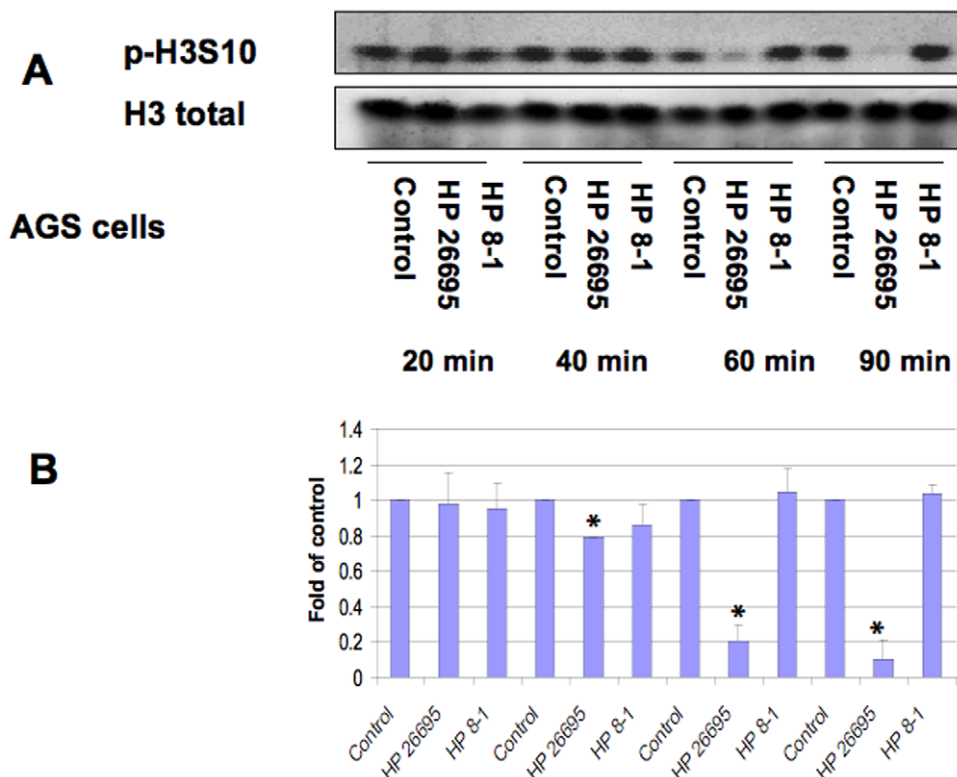 A
p-H3S10
H3 total
AGS cells
Control
HP 26695
HP 8-1
Control
HP 26695
HP 8-1
Control
HP 26695
HP 8-1
Control
HP 26695
HP 8-1
20 min 40 min 60 min 90 min
B
Fold of control
1.4
1.2
1
0.8
0.6
0.4
0.2
0
*
*
*
Control
HP 26695
HP 8-1
Control
HP 26695
HP 8-1
Control
HP 26695
HP 8-1
Control
HP 26695
HP 8-1